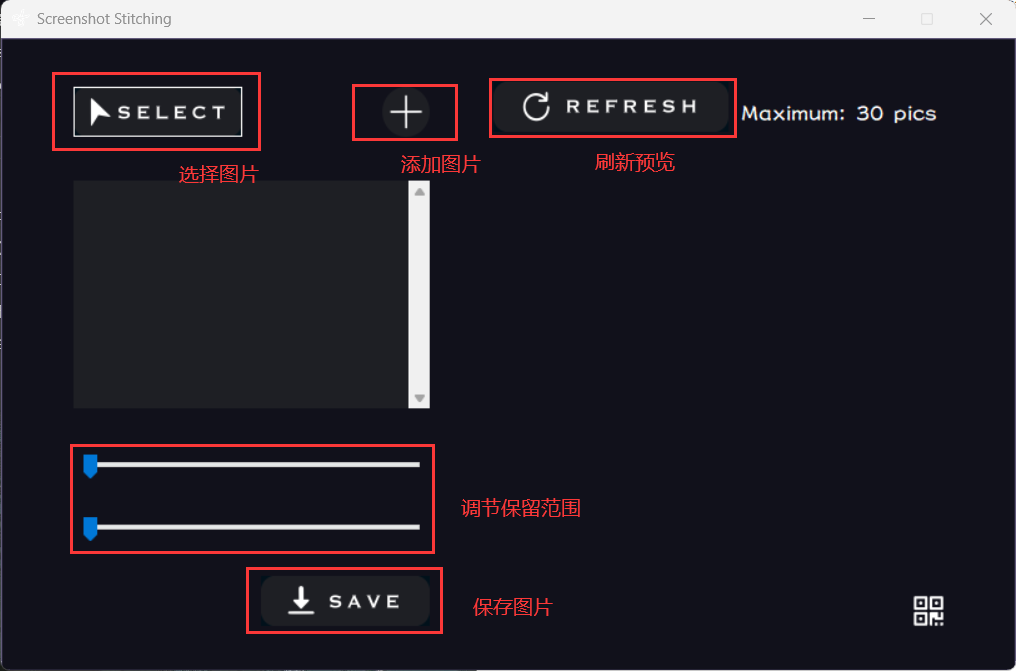 Screenshot Stitching
SELECT
REFRESH
Maximum: 30 pics
选择图片
添加图片
刷新预览
调节保留范围
SAVE
保存图片